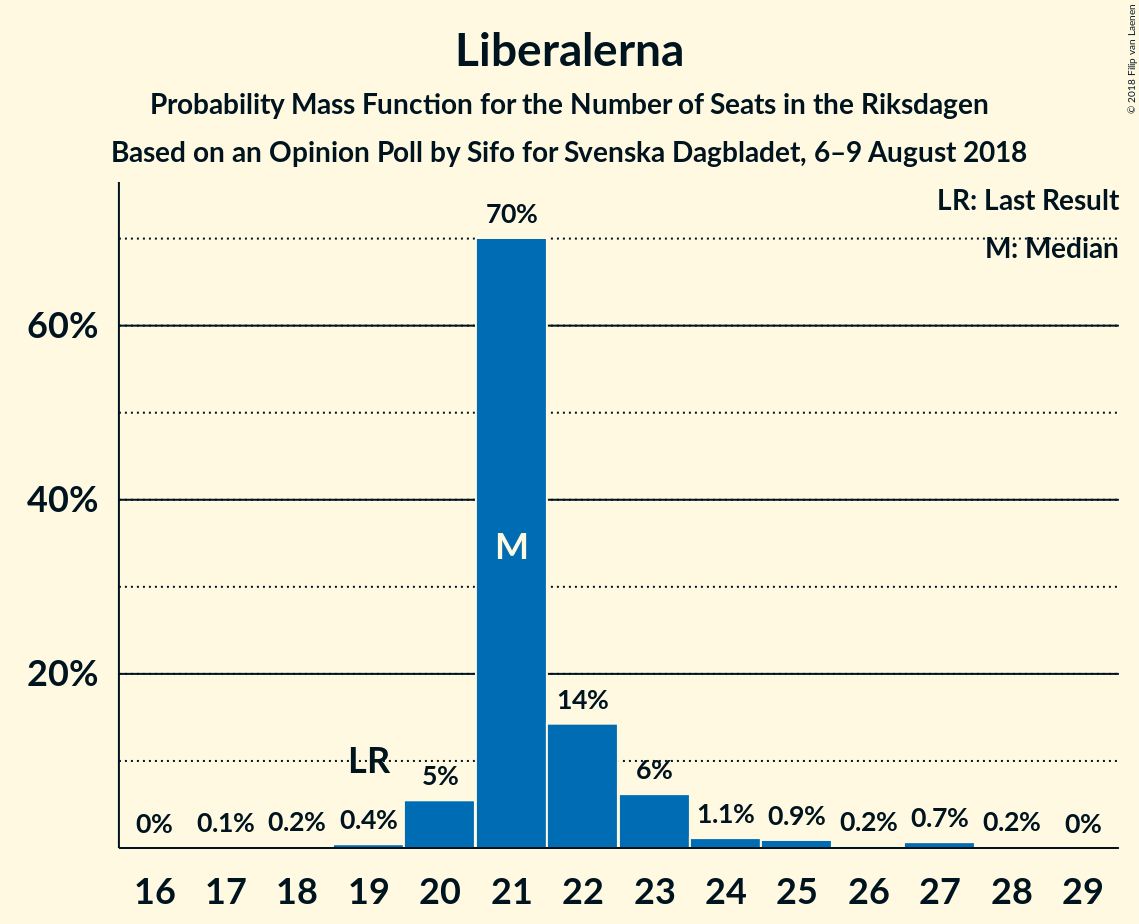 Liberalerna
Probability Mass Function for the Number of Seats in the Riksdagen
Based on an Opinion Poll by Sifo for Svenska Dagbladet, 6–9 August 2018
© 2018 Filip van Laenen
LR: Last Result
M: Median
70%
60%
40%
M
20%
14%
LR
5%
6%
0%
0.1%
0.2%
0.4%
1.1%
0.9%
0.2%
0.7%
0.2%
0%
16 17 18 19 20 21 22 23 24 25 26 27 28 29